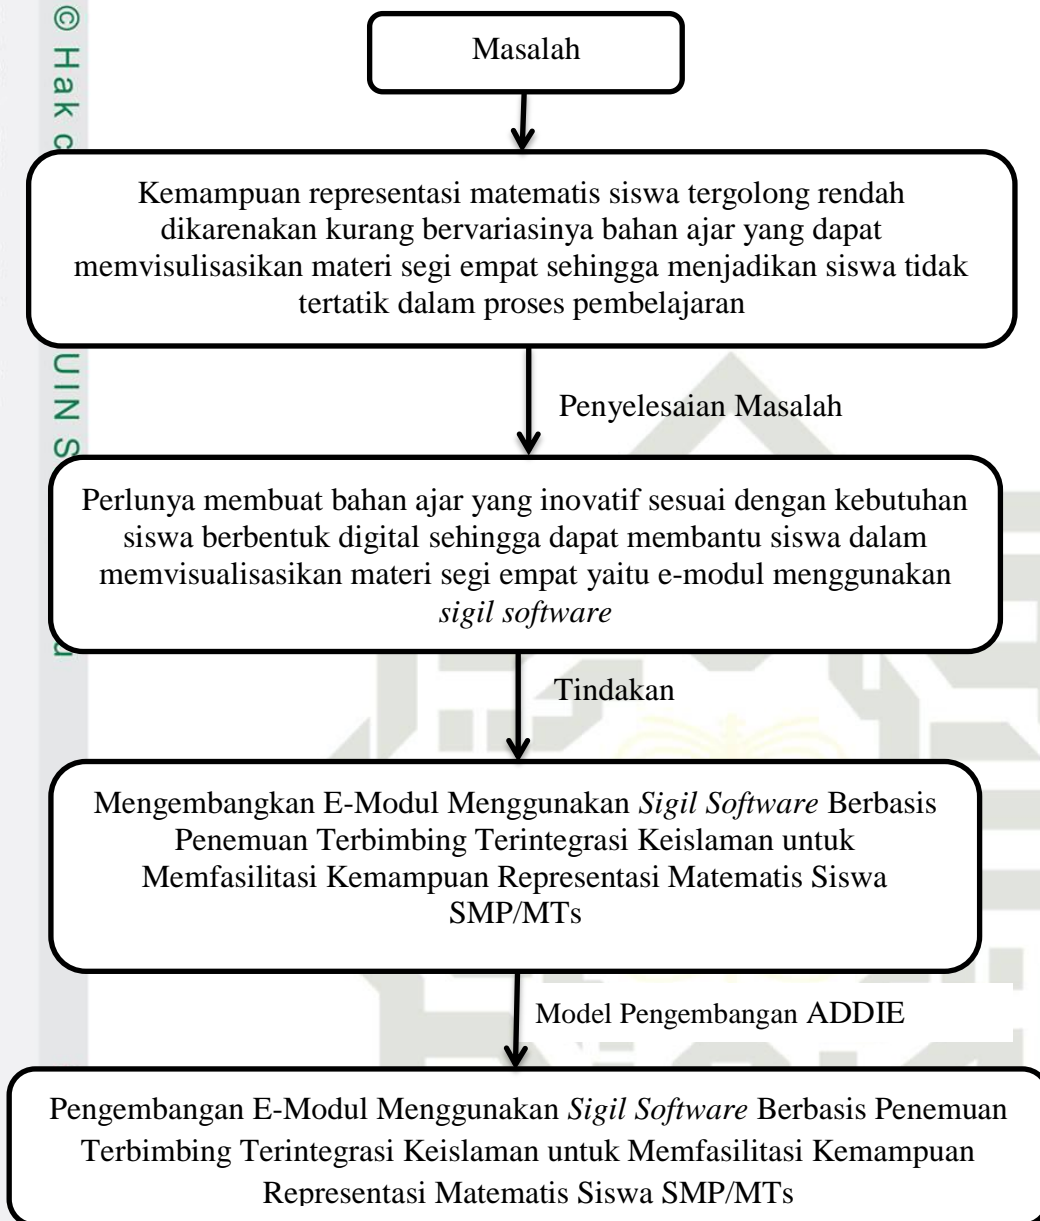 © Hak c
UIN S
Masalah
Kemampuan representasi matematis siswa tergolong rendah
dikarenakan kurang bervariasinya bahan ajar yang dapat
memvisulisasikan materi segi empat sehingga menjadikan siswa tidak
tertatik dalam proses pembelajaran
Penyelesaian Masalah
Perlunya membuat bahan ajar yang inovatif sesuai dengan kebutuhan
siswa berbentuk digital sehingga dapat membantu siswa dalam
memvisualisasikan materi segi empat yaitu e-modul menggunakan
sigil software
Tindakan
Mengembangkan E-Modul Menggunakan Sigil Software Berbasis
Penemuan Terbimbing Terintegrasi Keislaman untuk
Memfasilitasi Kemampuan Representasi Matematis Siswa
SMP/MTs
Model Pengembangan ADDIE
Pengembangan E-Modul Menggunakan Sigil Software Berbasis Penemuan
Terbimbing Terintegrasi Keislaman untuk Memfasilitasi Kemampuan
Representasi Matematis Siswa SMP/MTs